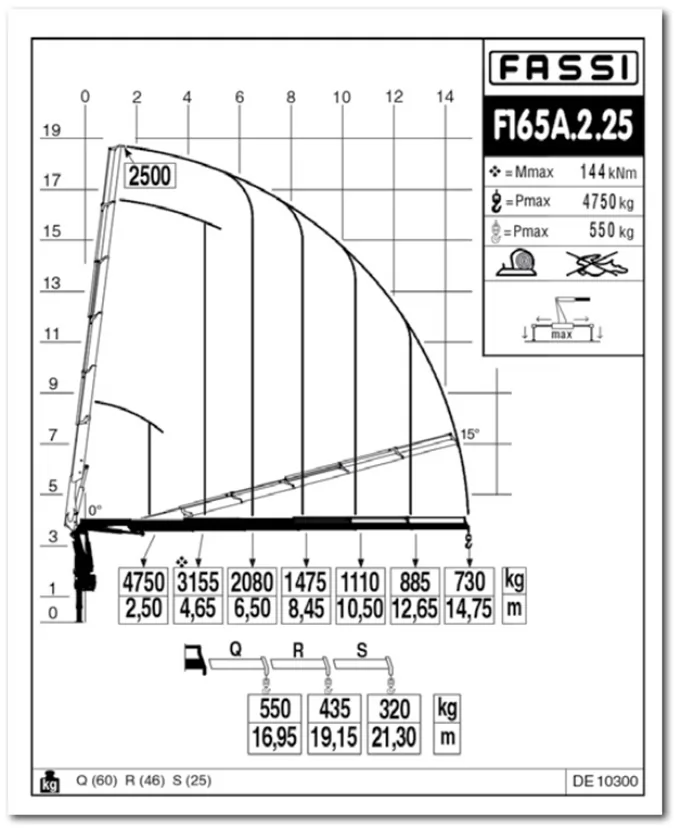 FASSI
F165A.2.25
= Mmax 144 kNm
= Pmax 4750 kg
= Pmax 550 kg
max
0 2 4 6 8 10 12 14
19
17
15
13
11
9
7
5
3
1
0
2500
15°
0°
4750 3155 2080 1475 1110 885 730 kg
2,50 4,65 6,50 8,45 10,50 12,65 14,75 m
Q R S
550 435 320 kg
16,95 19,15 21,30 m
kg Q (60) R (46) S (25) DE 10300